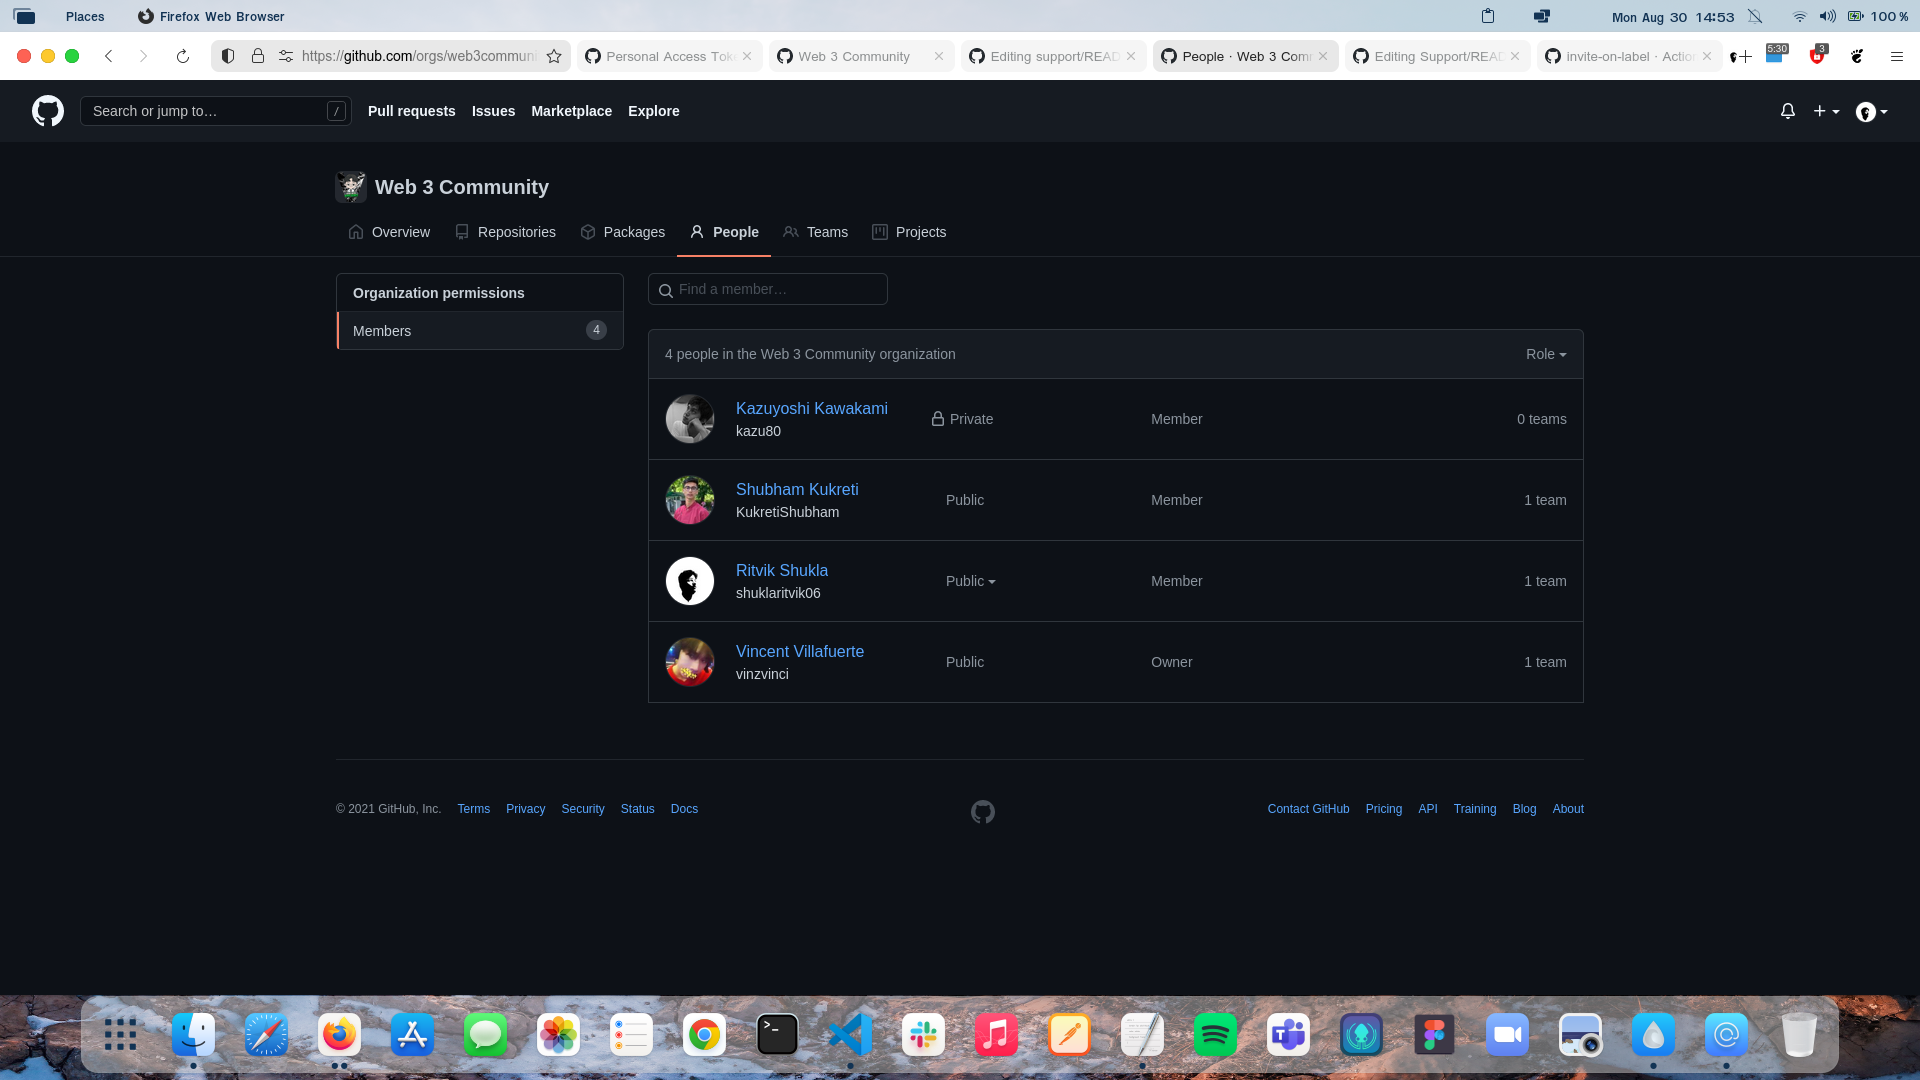 Places
Firefox Web Browser
Mon Aug 30 14:53
100 %
https://github.com/orgs/web3communi
Personal Access Toke
Web 3 Community
Editing support/READ
People · Web 3 Comm
Editing Support/READ
invite-on-label · Action
5:30
3
Search or jump to…
/
Pull requests
Issues
Marketplace
Explore
Web 3 Community
Overview
Repositories
Packages
People
Teams
Projects
Organization permissions
Members
4
Find a member…
4 people in the Web 3 Community organization
Role
Kazuyoshi Kawakami
kazu80
Private
Member
0 teams
Shubham Kukreti
KukretiShubham
Public
Member
1 team
Ritvik Shukla
shuklaritvik06
Public
Member
1 team
Vincent Villafuerte
vinzvinci
Public
Owner
1 team
© 2021 GitHub, Inc.
Terms
Privacy
Security
Status
Docs
Contact GitHub
Pricing
API
Training
Blog
About